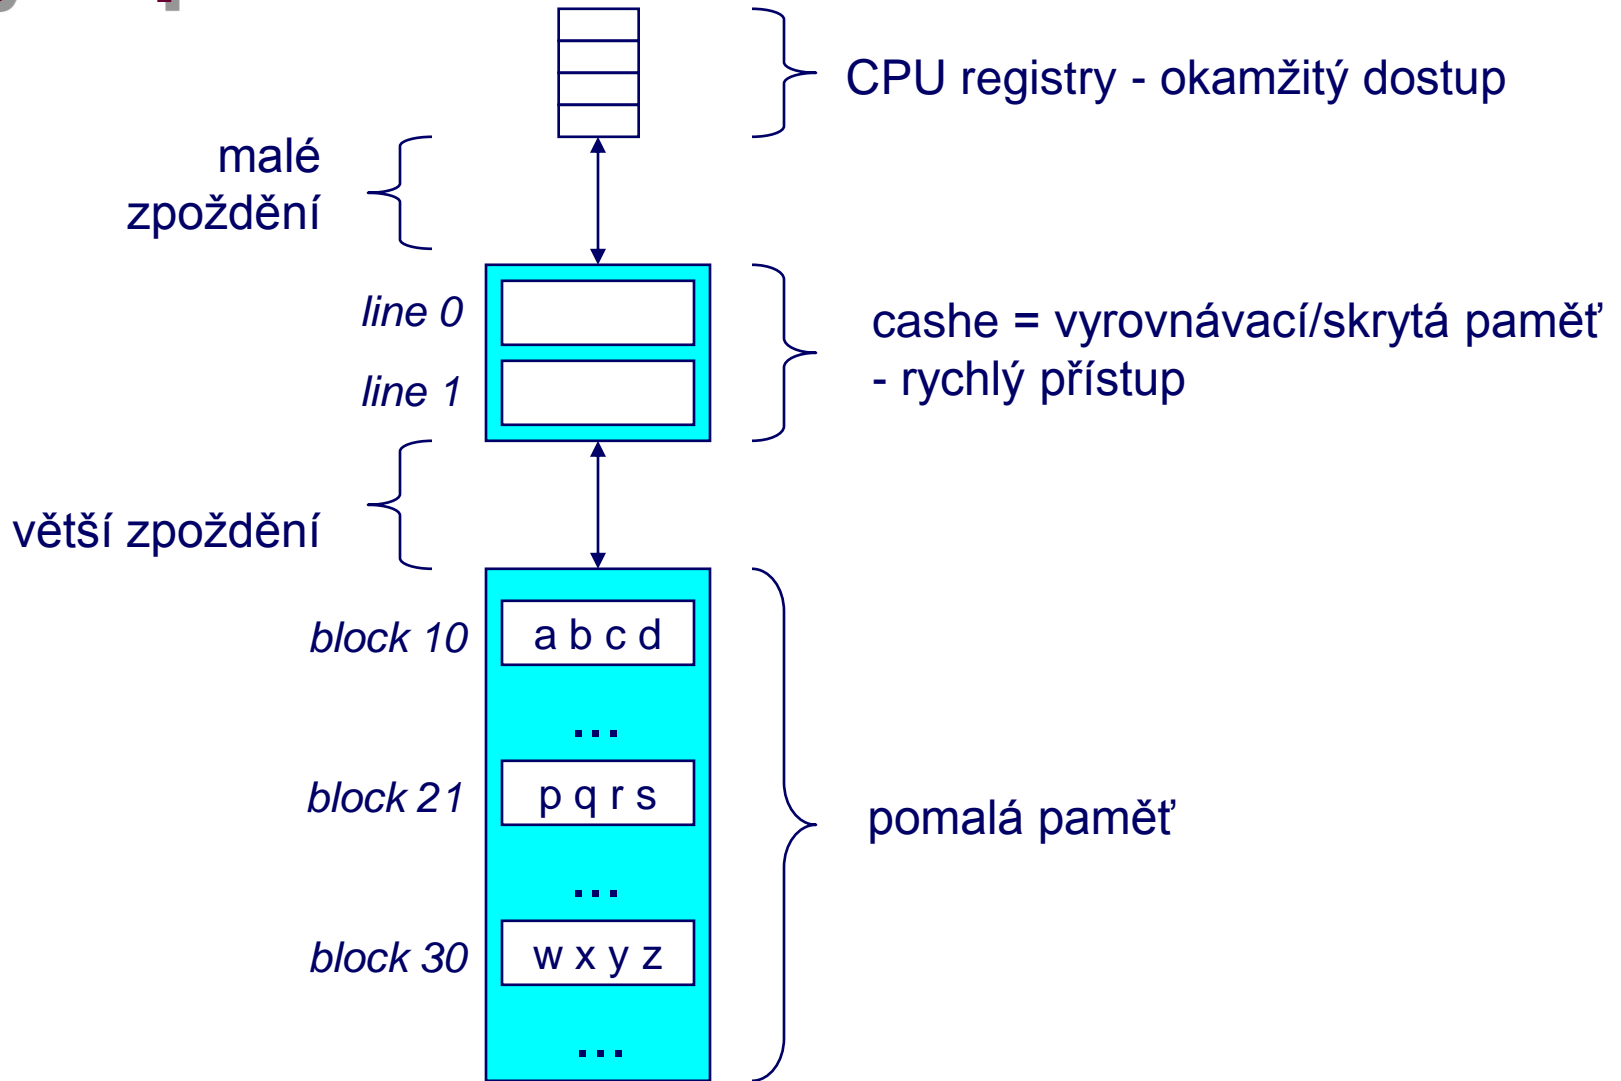 CPU registry - okamžitý dostup
malé
zpoždění
line 0
line 1
cashe = vyrovnávací/skrytá paměť
- rychlý přístup
větší zpoždění
block 10
a b c d
...
block 21
p q r s
pomalá paměť
...
block 30
w x y z
...